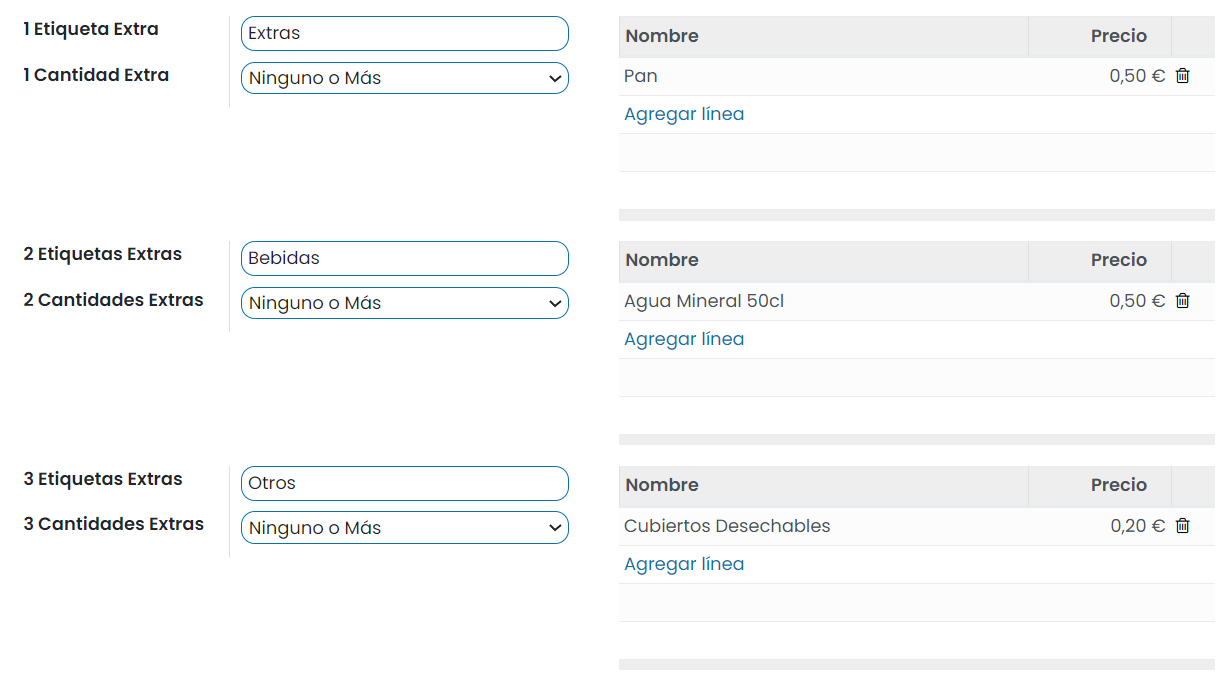 1 Etiqueta Extra
Extras
1 Cantidad Extra
Ninguno o Más
Nombre Precio
Pan 0,50 €
Agregar línea
2 Etiquetas Extras
Bebidas
2 Cantidades Extras
Ninguno o Más
Nombre Precio
Agua Mineral 50cl 0,50 €
Agregar línea
3 Etiquetas Extras
Otros
3 Cantidades Extras
Ninguno o Más
Nombre Precio
Cubiertos Desechables 0,20 €
Agregar línea